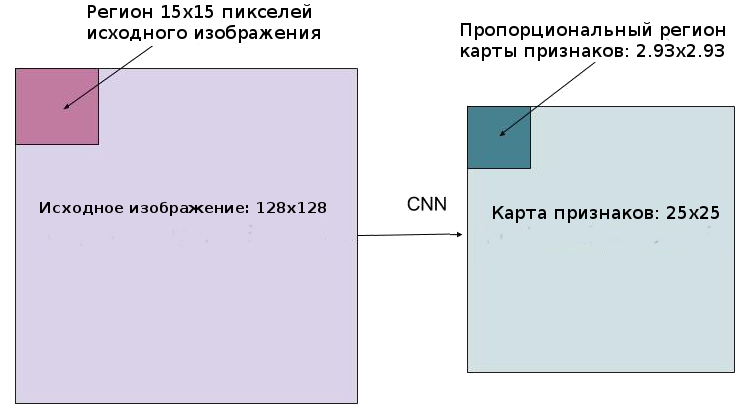 Регион 15x15 пикселей
исходного изображения
Пропорциональный регион
карты признаков: 2.93x2.93
Исходное изображение: 128x128
CNN
Карта признаков: 25x25